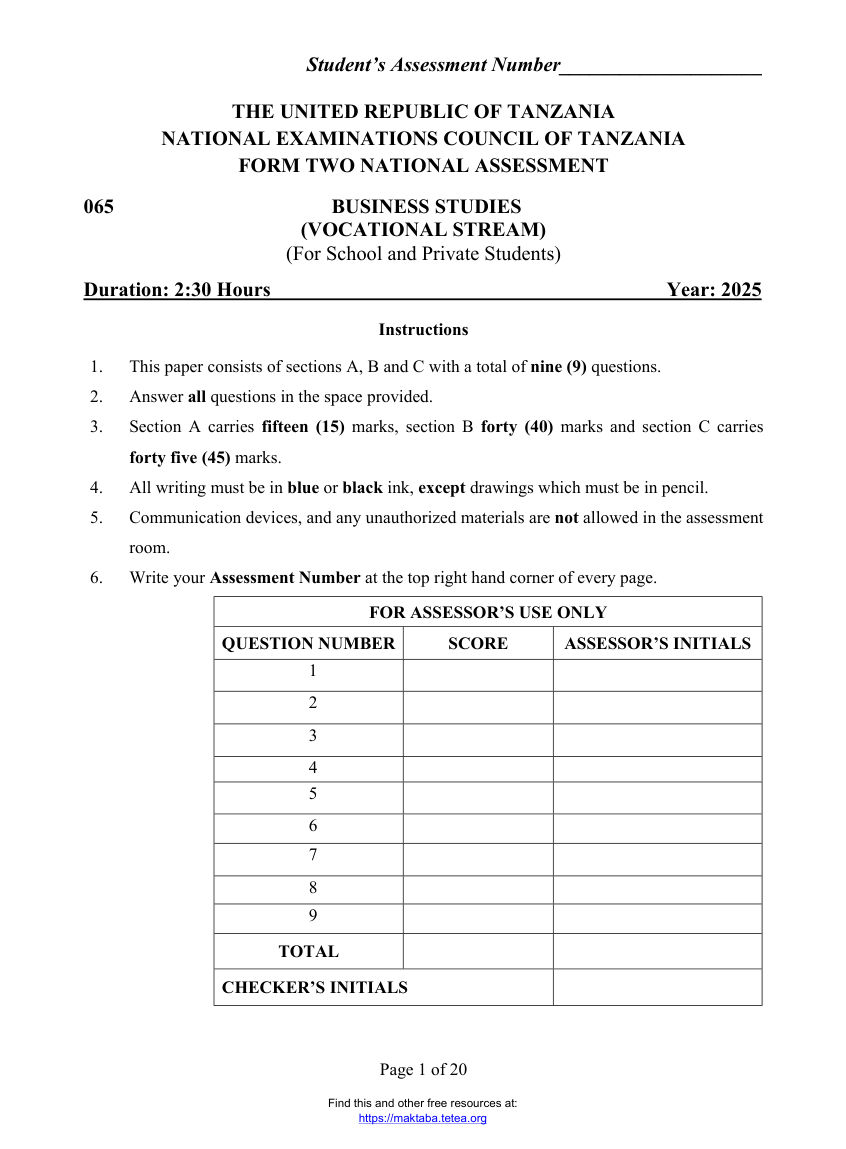 Student’s Assessment Number____________________
THE UNITED REPUBLIC OF TANZANIA
NATIONAL EXAMINATIONS COUNCIL OF TANZANIA
FORM TWO NATIONAL ASSESSMENT
065 BUSINESS STUDIES
(VOCATIONAL STREAM)
(For School and Private Students)
Duration: 2:30 Hours Year: 2025
Instructions
1. This paper consists of sections A, B and C with a total of nine (9) questions.
2. Answer all questions in the space provided.
3. Section A carries fifteen (15) marks, section B forty (40) marks and section C carries
forty five (45) marks.
4. All writing must be in blue or black ink, except drawings which must be in pencil.
5. Communication devices, and any unauthorized materials are not allowed in the assessment
room.
6. Write your Assessment Number at the top right hand corner of every page.
FOR ASSESSOR’S USE ONLY
QUESTION NUMBER SCORE ASSESSOR’S INITIALS
1
2
3
4
5
6
7
8
9
TOTAL
CHECKER’S INITIALS
Page 1 of 20
Find this and other free resources at:
https://maktaba.tetea.org